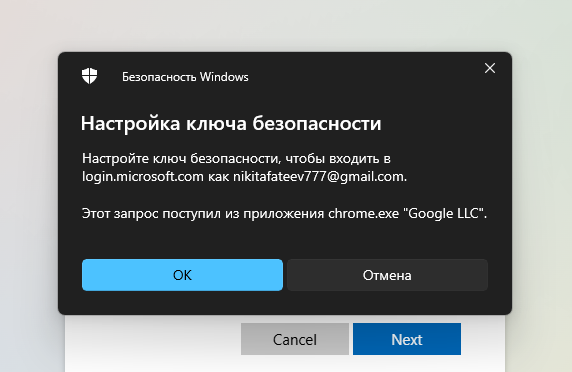 Безопасность Windows
Настройка ключа безопасности
Настройте ключ безопасности, чтобы входить в
login.microsoft.com как nikitafateev777@gmail.com.
Этот запрос поступил из приложения chrome.exe "Google LLC".
ОК
Отмена
Cancel
Next